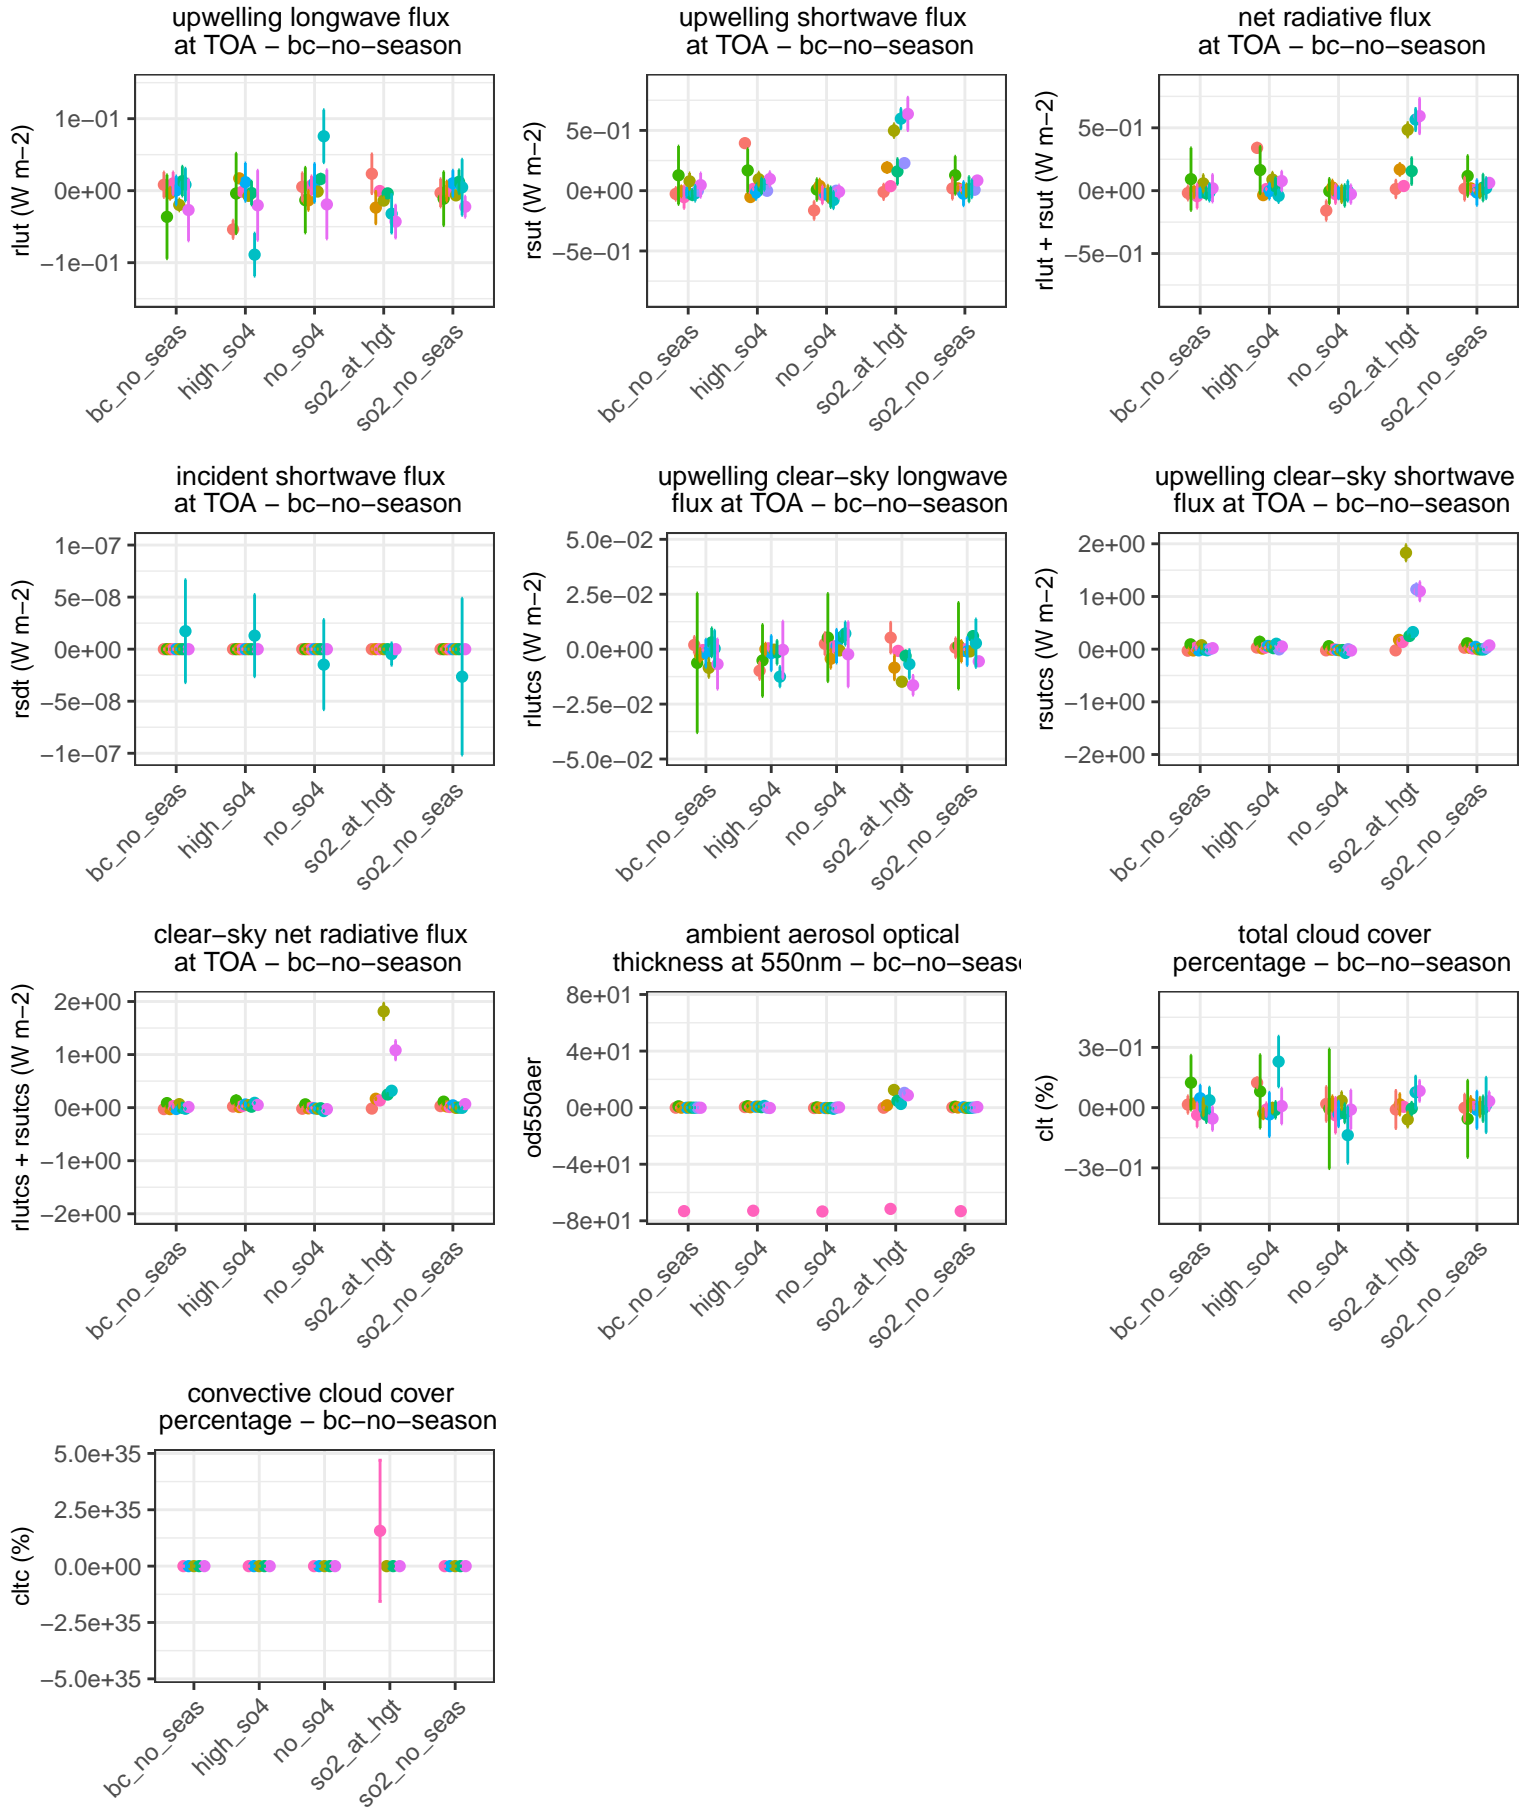 upwelling longwave flux
at TOA − bc−no−season
rlut (W m−2)
1e−01
0e+00
−1e−01
bc_no_seas
high_so4
no_so4
so2_at_hgt
so2_no_seas
upwelling shortwave flux
at TOA − bc−no−season
rsut (W m−2)
5e−01
0e+00
−5e−01
bc_no_seas
high_so4
no_so4
so2_at_hgt
so2_no_seas
net radiative flux
at TOA − bc−no−season
rlut + rsut (W m−2)
5e−01
0e+00
−5e−01
bc_no_seas
high_so4
no_so4
so2_at_hgt
so2_no_seas
incident shortwave flux
at TOA − bc−no−season
rsdt (W m−2)
1e−07
5e−08
0e+00
−5e−08
−1e−07
bc_no_seas
high_so4
no_so4
so2_at_hgt
so2_no_seas
upwelling clear−sky longwave
flux at TOA − bc−no−season
rlutcs (W m−2)
5.0e−02
2.5e−02
0.0e+00
−2.5e−02
−5.0e−02
bc_no_seas
high_so4
no_so4
so2_at_hgt
so2_no_seas
upwelling clear−sky shortwave
flux at TOA − bc−no−season
rsutcs (W m−2)
2e+00
1e+00
0e+00
−1e+00
−2e+00
bc_no_seas
high_so4
no_so4
so2_at_hgt
so2_no_seas
clear−sky net radiative flux
at TOA − bc−no−season
rlutcs + rsutcs (W m−2)
2e+00
1e+00
0e+00
−1e+00
−2e+00
bc_no_seas
high_so4
no_so4
so2_at_hgt
so2_no_seas
ambient aerosol optical
thickness at 550nm − bc−no−seaso
od550aer
8e+01
4e+01
0e+00
−4e+01
−8e+01
bc_no_seas
high_so4
no_so4
so2_at_hgt
so2_no_seas
total cloud cover
percentage − bc−no−season
clt (%)
3e−01
0e+00
−3e−01
bc_no_seas
high_so4
no_so4
so2_at_hgt
so2_no_seas
convective cloud cover
percentage − bc−no−season
cltc (%)
5.0e+35
2.5e+35
0.0e+00
−2.5e+35
−5.0e+35
bc_no_seas
high_so4
no_so4
so2_at_hgt
so2_no_seas